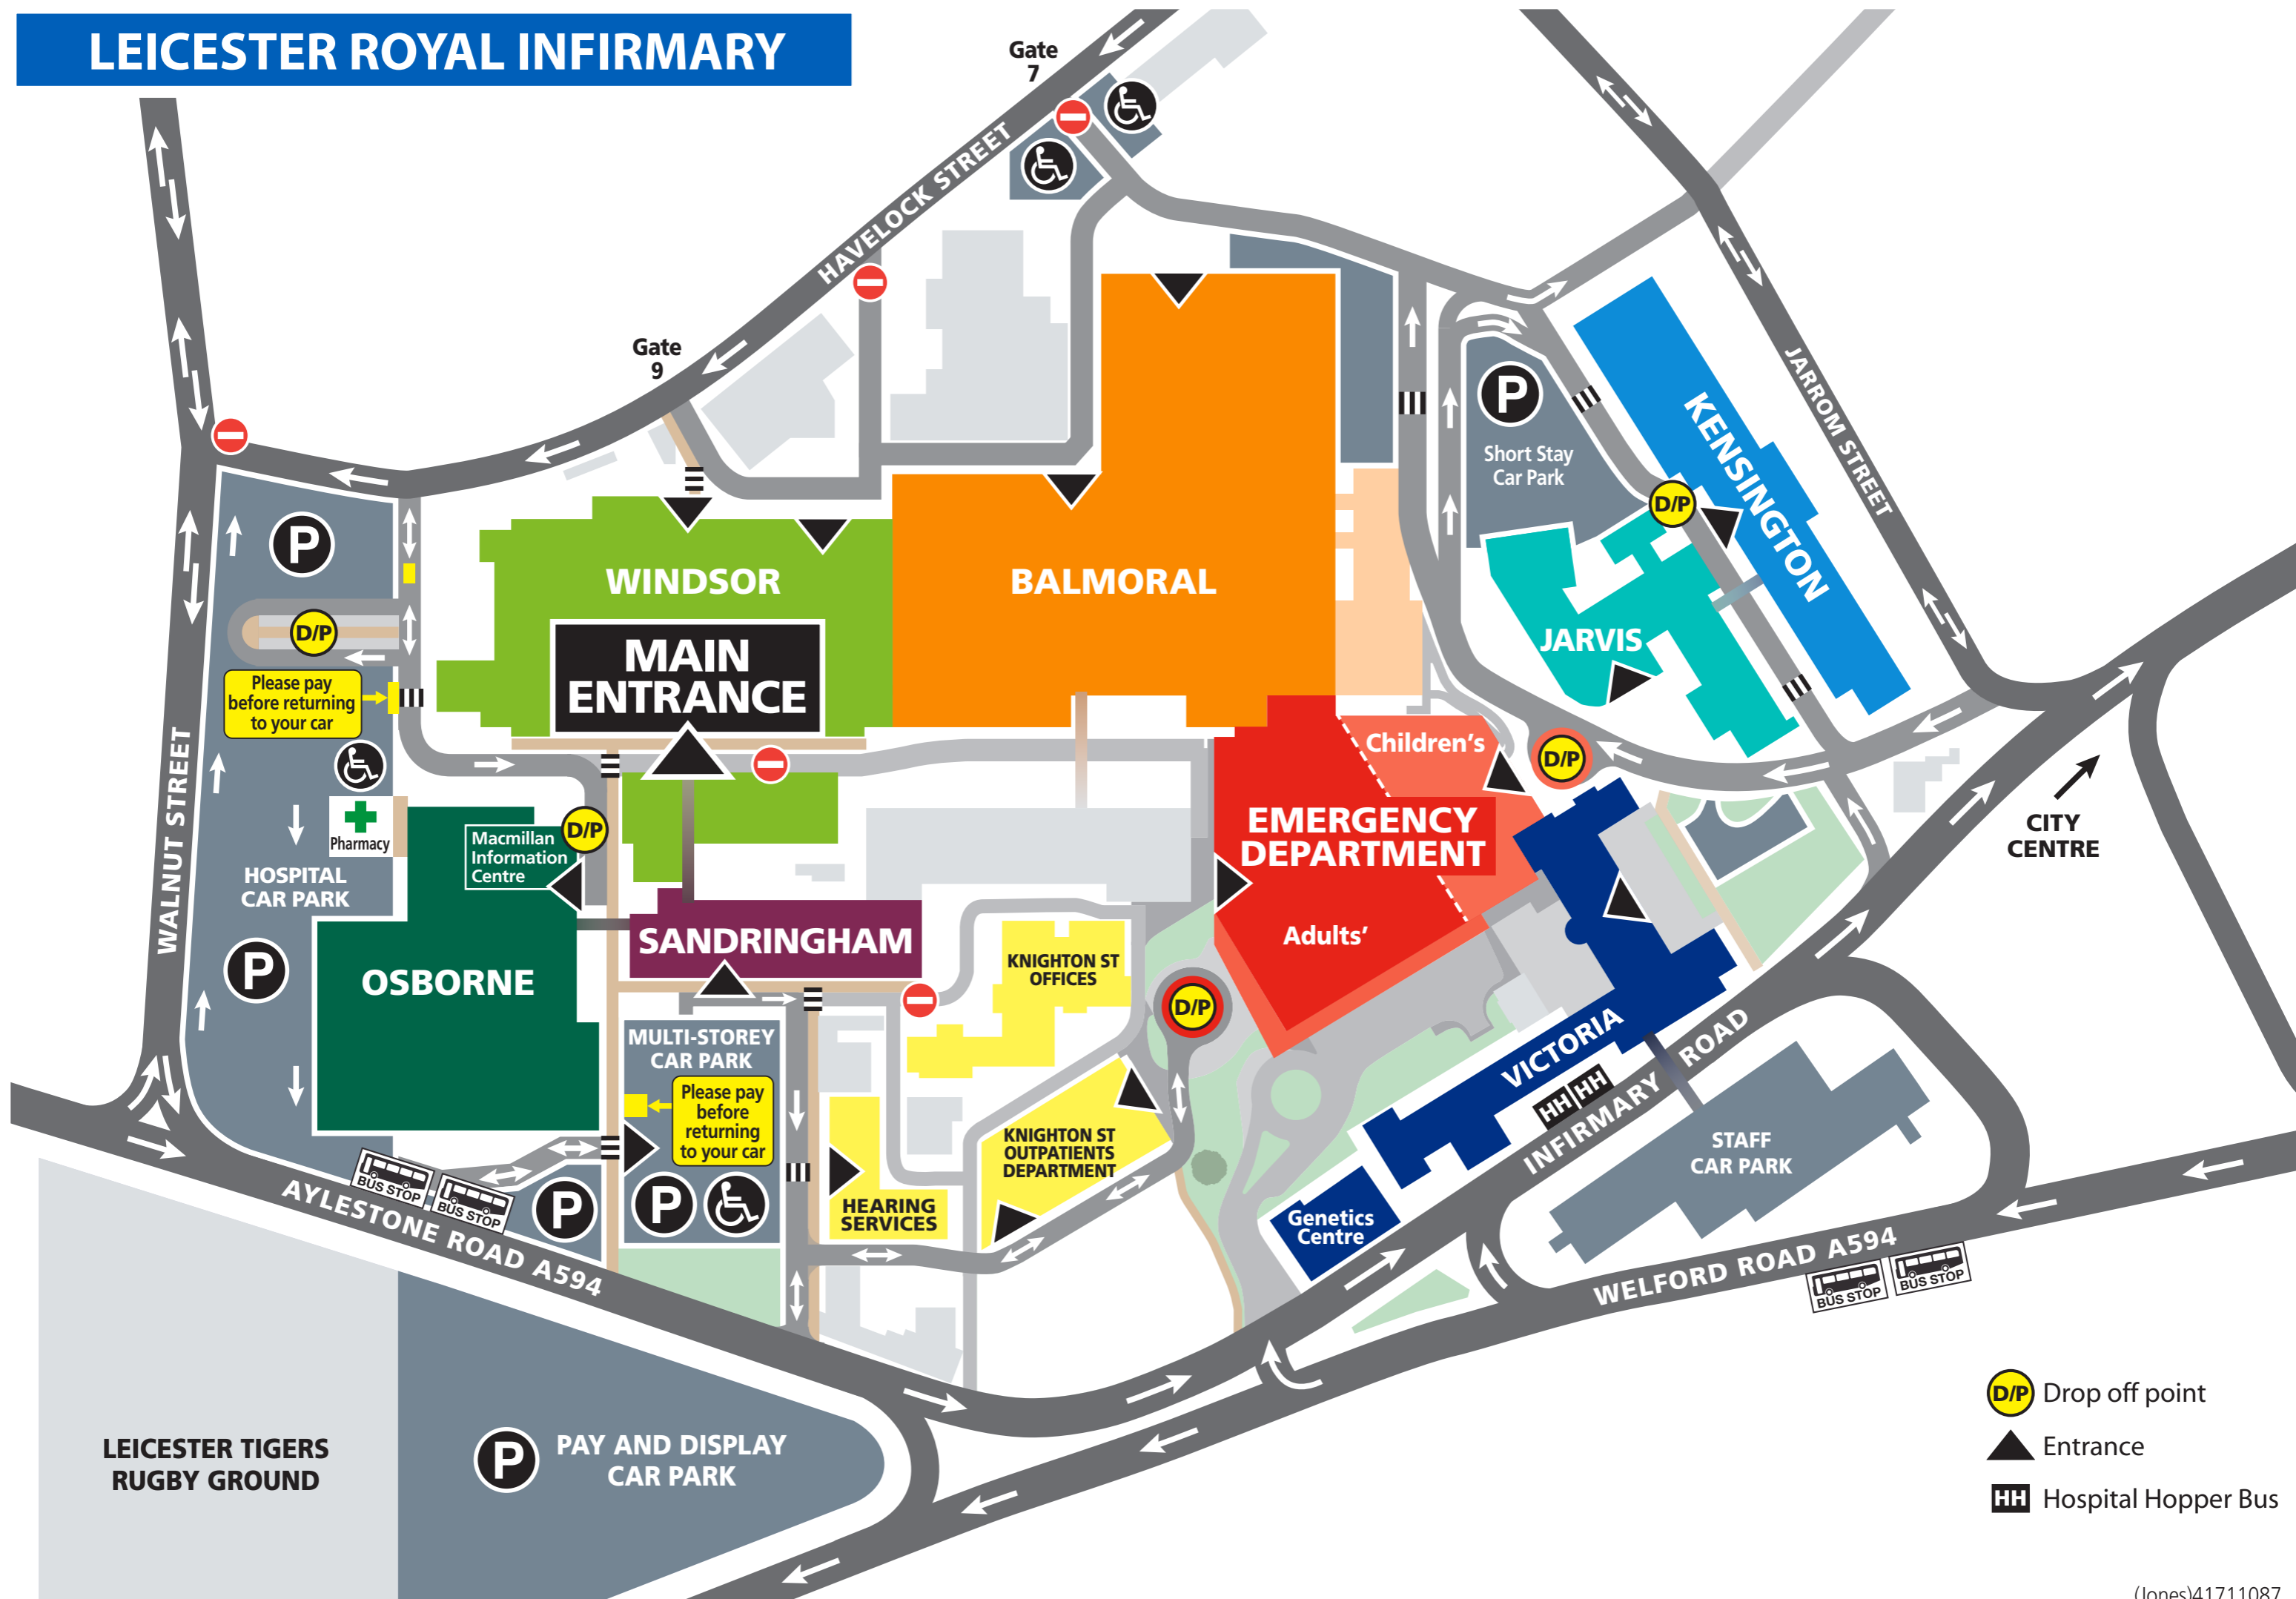 LEICESTER ROYAL INFIRMARY
Gate
7
HAVELOCK STREET
Gate
9
P
Short Stay
Car Park
KENSINGTON
JARROM STREET
D/P
P
WINDSOR
BALMORAL
D/P
MAIN
ENTRANCE
JARVIS
Please pay
before returning
to your car
WALNUT STREET
Children's
D/P
Pharmacy
Macmillan
Information
Centre
D/P
EMERGENCY
DEPARTMENT
CITY
CENTRE
HOSPITAL
CAR PARK
Adults'
P
OSBORNE
SANDRINGHAM
KNIGHTON ST
OFFICES
D/P
MULTI-STOREY
CAR PARK
Please pay
before
returning
to your car
VICTORIA
HH HH
INFIRMARY ROAD
KNIGHTON ST
OUTPATIENTS
DEPARTMENT
STAFF
CAR PARK
BUS STOP
BUS STOP
P
P
HEARING
SERVICES
Genetics
Centre
AYLESTONE ROAD A594
WELFORD ROAD A594
BUS STOP
BUS STOP
LEICESTER TIGERS
RUGBY GROUND
P
PAY AND DISPLAY
CAR PARK
D/P Drop off point
Entrance
HH Hospital Hopper Bus
(Jones)41711087